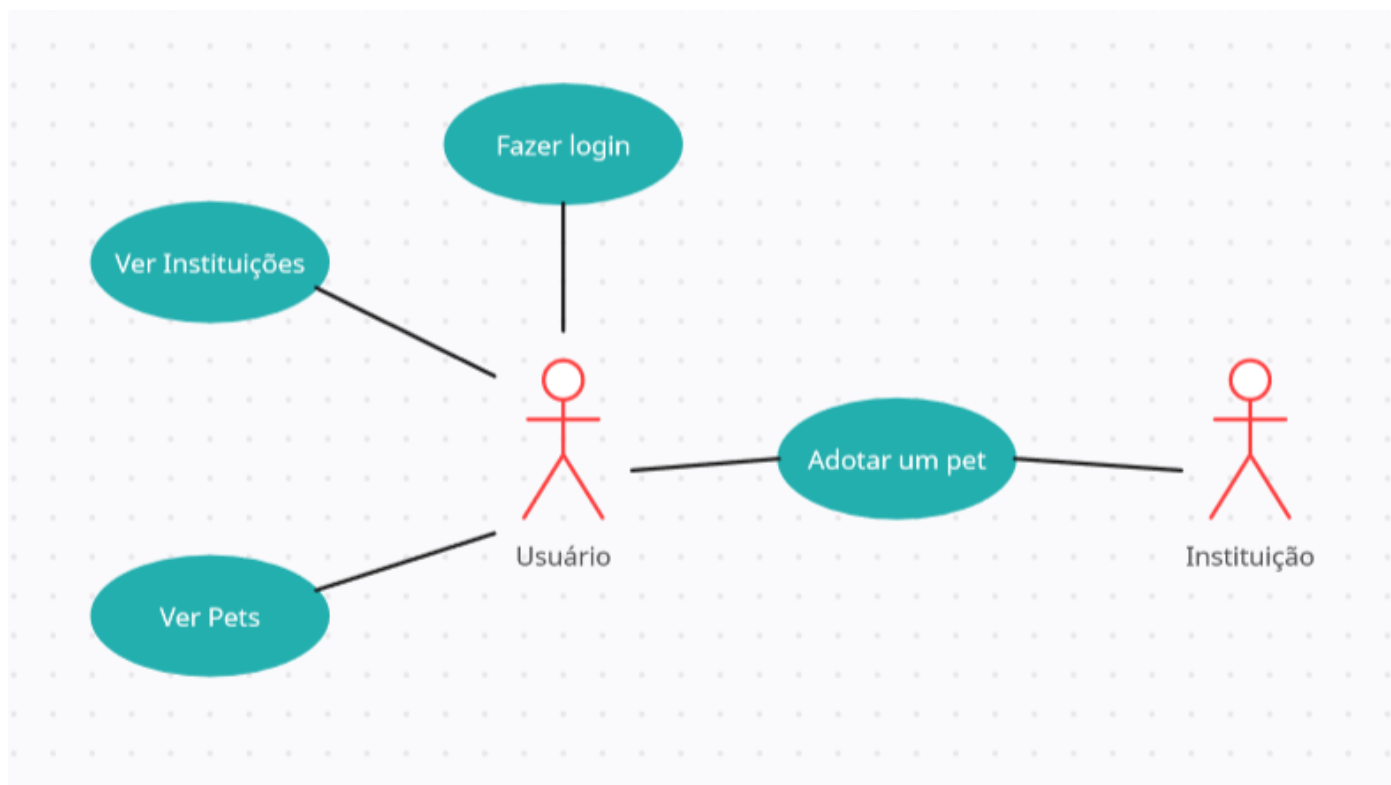 Fazer login
Ver Instituições
Adotar um pet
Usuário
Instituição
Ver Pets